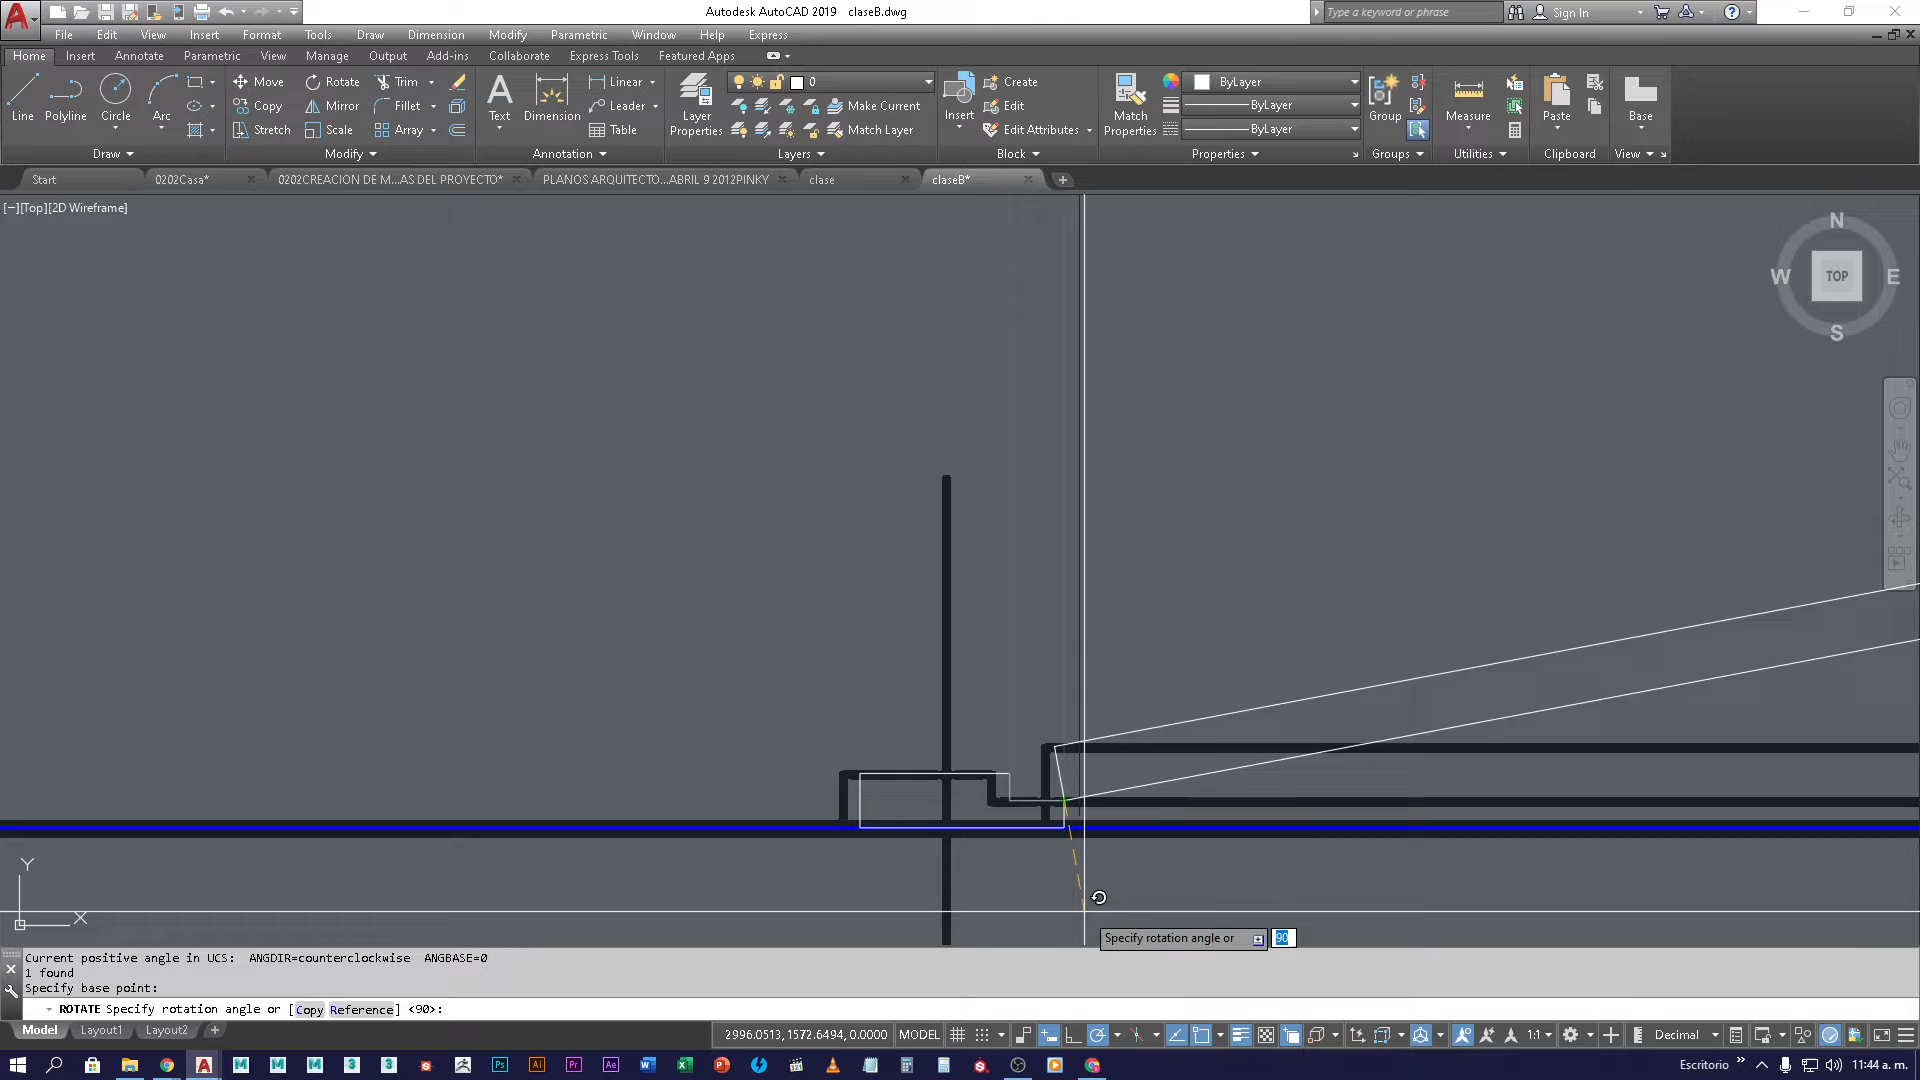 Autodesk AutoCAD 2019 claseB.dwg
Type a keyword or phrase
Sign In
File Edit View Insert Format Tools Draw Dimension Modify Parametric Window Help Express
Home Insert Annotate Parametric View Manage Output Add-ins Collaborate Express Tools Featured Apps
Line Polyline Circle Arc
Move Rotate Trim
Copy Mirror Fillet
Stretch Scale Array
Text Dimension
Linear
Leader
Table
Layer Properties
0
Make Current
Match Layer
Insert
Create
Edit
Edit Attributes
Match Properties
ByLayer
ByLayer
ByLayer
Group
Measure
Paste
Base
Draw Modify Annotation Layers Block Properties Groups Utilities Clipboard View
Start 0202Casa* 0202CREACION DE M...AS DEL PROYECTO* PLANOS ARQUITECTO...ABRIL 9 2012PINKY clase claseB*
[−][Top][2D Wireframe]
N
W TOP E
S
Y
X
Specify rotation angle or 90
Current positive angle in UCS: ANGDIR=counterclockwise ANGBASE=0
1 found
Specify base point:
ROTATE Specify rotation angle or [Copy Reference] <90>:
Model Layout1 Layout2 +
2996.0513, 1572.6494, 0.0000 MODEL
1:1
Decimal
Escritorio
11:44 a. m.